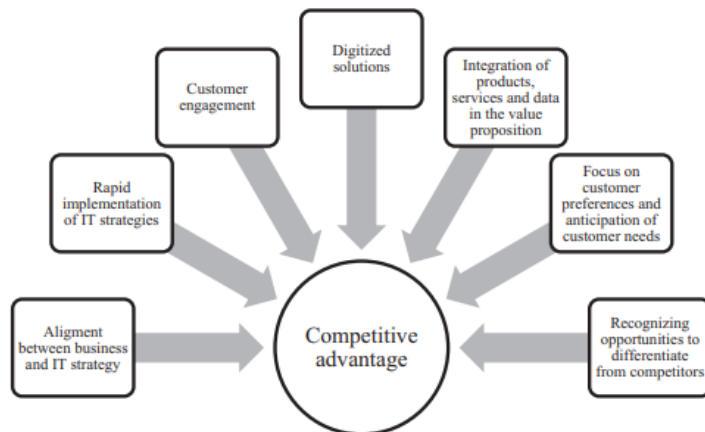 Digitized
solutions
Customer
engagement
Integration of
products,
services and data
in the value
proposition
Rapid
implementation
of IT strategies
Focus on
customer
preferences and
anticipation of
customer needs
Aligment
between business
and IT strategy
Competitive
advantage
Recognizing
opportunities to
differentiate
from competitors